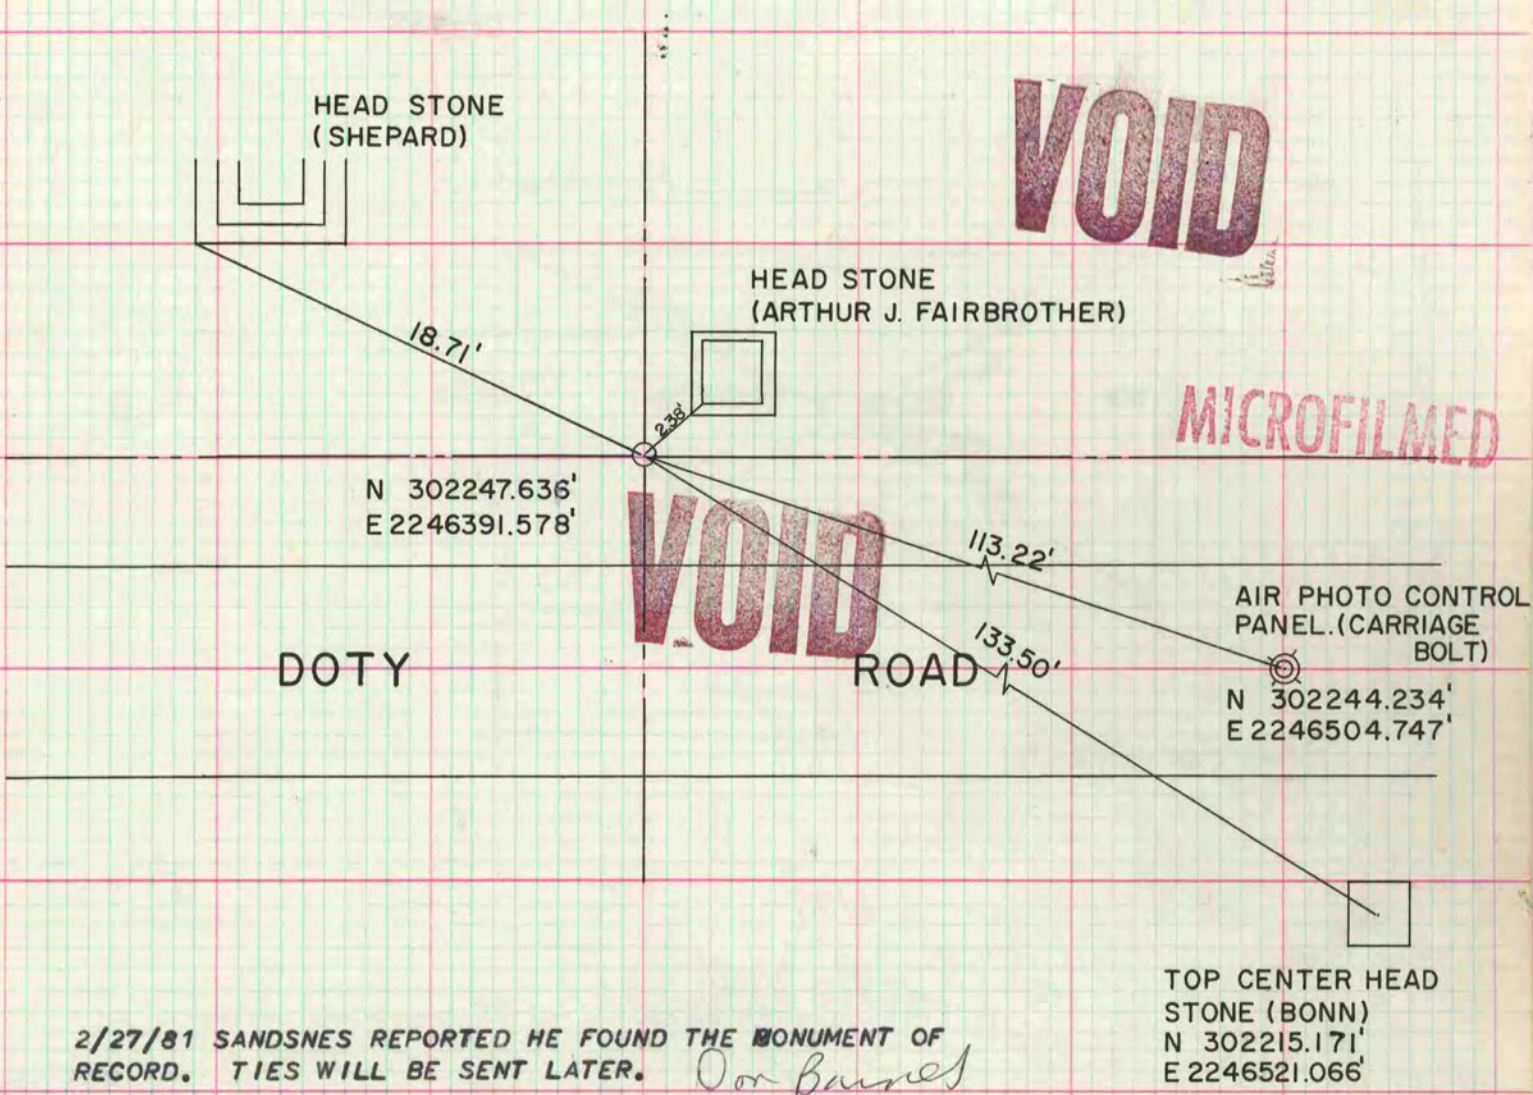 HEAD STONE
(SHEPARD)
VOID
HEAD STONE
(ARTHUR J. FAIRBROTHER)
18.71'
2.38'
MICROFILMED
N 302247.636'
E 2246391.578'
VOID
113.22'
AIR PHOTO CONTROL
PANEL.(CARRIAGE
BOLT)
133.50'
DOTY ROAD
N 302244.234'
E 2246504.747'
TOP CENTER HEAD
STONE (BONN)
N 302215.171'
E 2246521.066'
2/27/81 SANDSNES REPORTED HE FOUND THE MONUMENT OF
RECORD. TIES WILL BE SENT LATER. Don Barnes